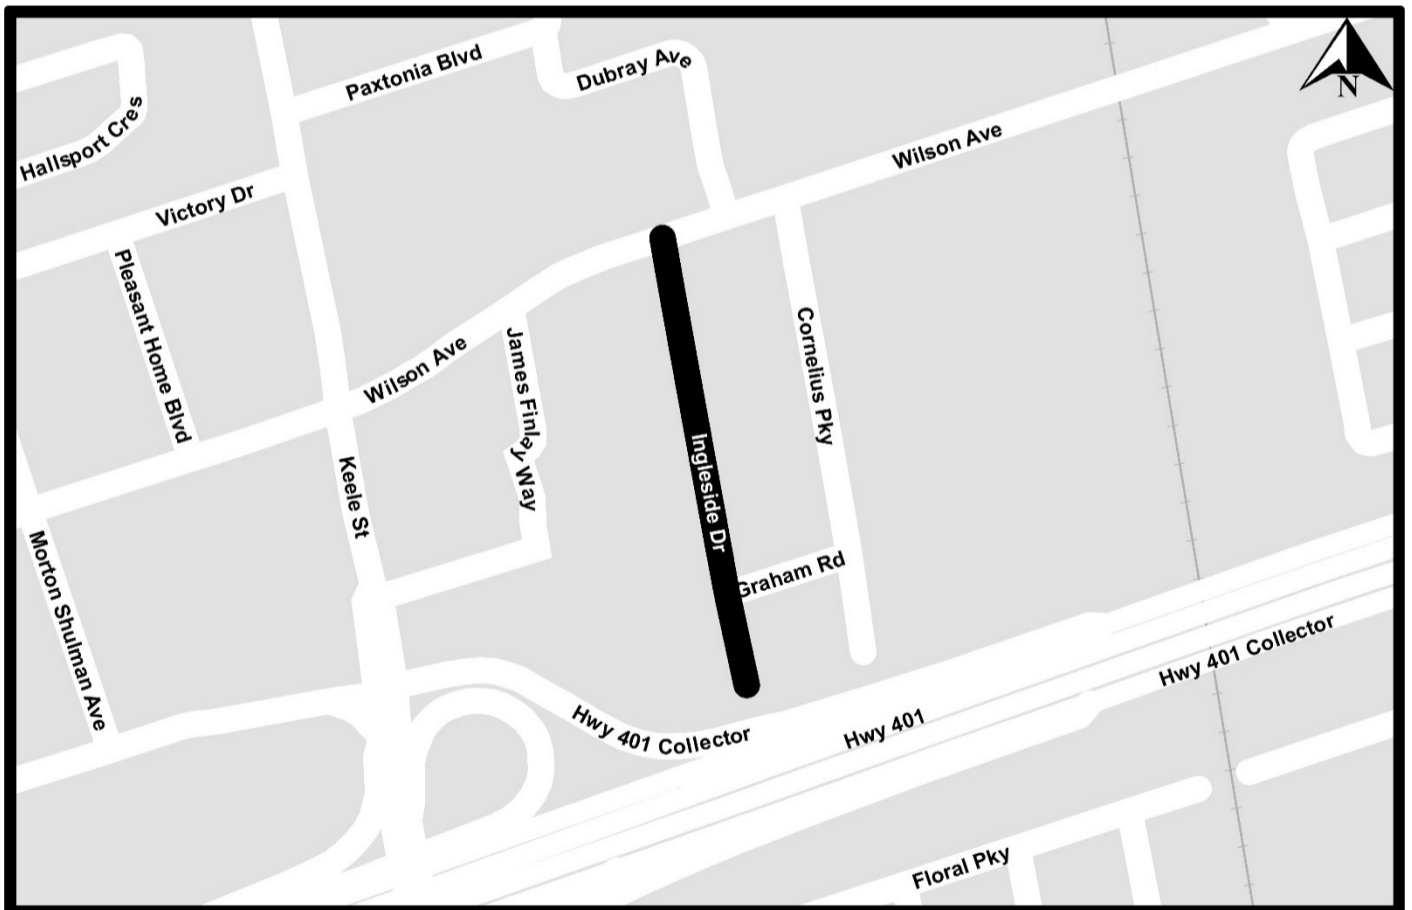 Paxtonia Blvd
Dubray Ave
N
Hallsport Cres
Wilson Ave
Victory Dr
Pleasant Home Blvd
James Finley Way
Cornelius Pky
Wilson Ave
Ingleside Dr
Keele St
Graham Rd
Morton Shulman Ave
Hwy 401 Collector
Hwy 401 Collector
Hwy 401
Floral Pky